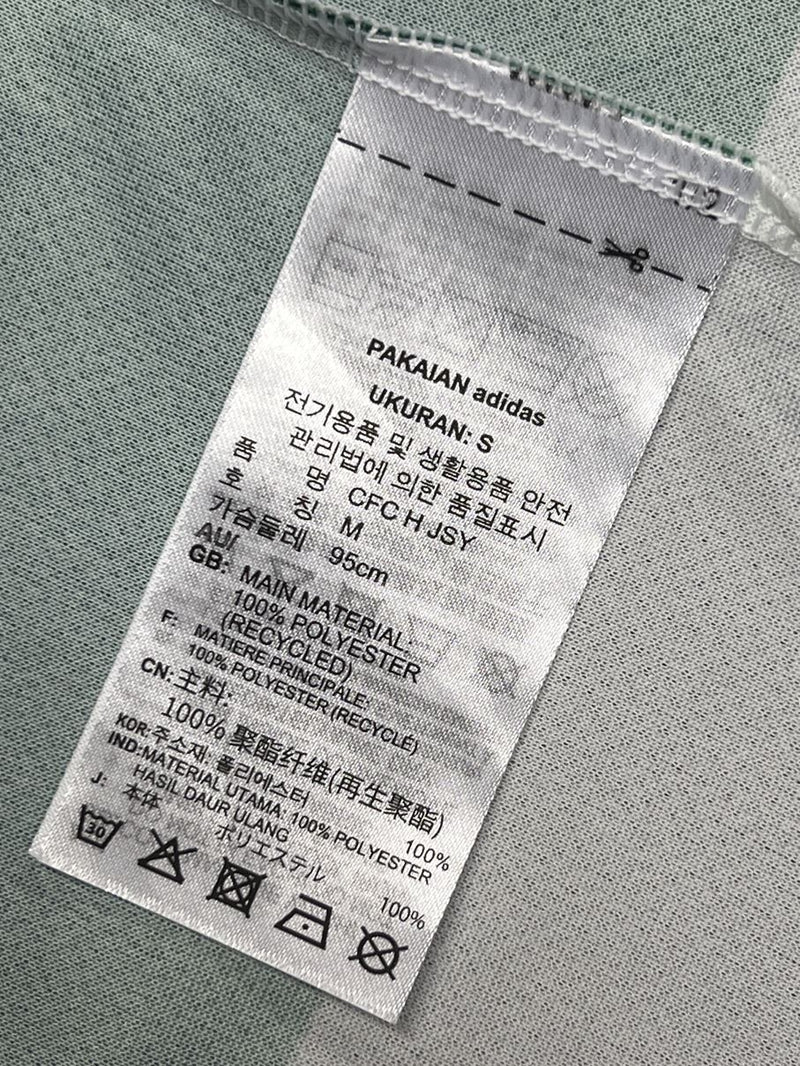 PAKAIAN adidas
UKURAN: S
전기용품 및 생활용품 안전
관리법에 의한 품질표시
품 명 CFC H JSY
호 칭 M
가슴둘레 95cm
AU/
GB: MAIN MATERIAL:
100% POLYESTER
(RECYCLED)
F: MATIERE PRINCIPALE:
100% POLYESTER (RECYCLÉ)
CN: 主料:
100% 聚酯纤维(再生聚酯)
KOR: 주소재: 폴리에스터 100%
IND: MATERIAL UTAMA: 100% POLYESTER
HASIL DAUR ULANG
J: 本体
ポリエステル 100%
30